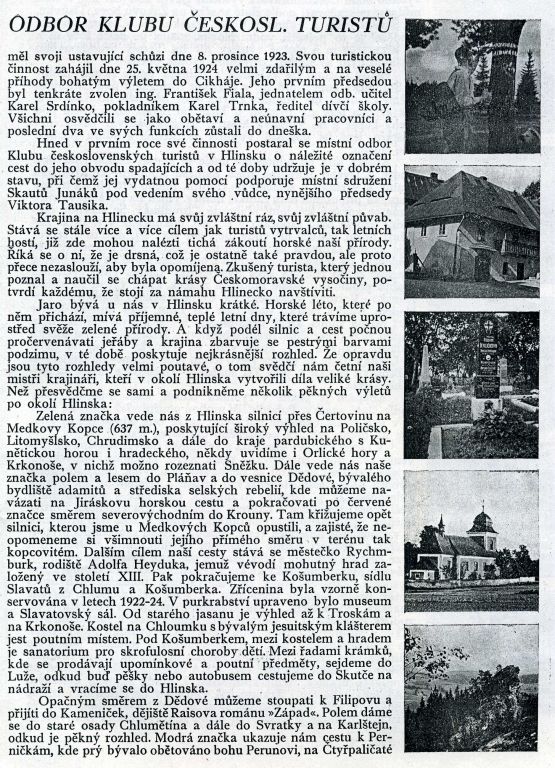 ODBOR KLUBU ČESKOSL. TURISTŮ
měl svoji ustavující schůzi dne 8. prosince 1923. Svou turistickou
činnost zahájil dne 25. května 1924 velmi zdařilým a na veselé
příhody bohatým výletem do Cikháje. Jeho prvním předsedou
byl tenkráte zvolen ing. František Fiala, jednatelem odb. učitel
Karel Srdínko, pokladníkem Karel Trnka, ředitel dívčí školy.
Všichni osvědčili se jako obětaví a neúnavní pracovníci a
poslední dva ve svých funkcích zůstali do dneška.
Hned v prvním roce své činnosti postaral se místní odbor
Klubu československých turistů v Hlinsku o náležité označení
cest do jeho obvodu spadajících a od té doby udržuje je v dobrém
stavu, při čemž jej vydatnou pomocí podporuje místní sdružení
Skautů Junáků pod vedením svého vůdce, nynějšího předsedy
Viktora Tausika.
Krajina na Hlinecku má svůj zvláštní ráz, svůj zvláštní půvab.
Stává se stále více a více cílem jak turistů vytrvalců, tak letních
hostí, již zde mohou nalézti tichá zákoutí horské naší přírody.
Říká se o ní, že je drsná, což je ostatně také pravdou, ale proto
přece nezaslouží, aby byla opomíjena. Zkušený turista, který jednou
poznal a naučil se chápat krásy Českomoravské vysočiny, po-
tvrdí každému, že stojí za námahu Hlinecko navštíviti.
Jaro bývá u nás v Hlinsku krátké. Horské léto, které po
něm přichází, mívá příjemné, teplé letní dny, které trávíme upro-
střed svěže zelené přírody. A když podél silnic a cest počnou
pročervenávati jeřáby a krajina zbarvuje se pestrými barvami
podzimu, v té době poskytuje nejkrásnější rozhled. Že opravdu
jsou tyto rozhledy velmi poutavé, o tom svědčí nám četní naši
mistři krajináři, kteří v okolí Hlinska vytvořili díla veliké krásy.
Než přesvědčme se sami a podnikněme několik pěkných výletů
po okolí Hlinska:
Zelená značka vede nás z Hlinska silnicí přes Čertovinu na
Medkovy Kopce (637 m.), poskytující široký výhled na Poličsko,
Litomyšlsko, Chrudimsko a dále do kraje pardubického s Ku-
nětickou horou i hradeckého, někdy uvidíme i Orlické hory a
Krkonoše, v nichž možno rozeznati Sněžku. Dále vede nás naše
značka polem a lesem do Pláňav a do vesnice Dědové, bývalého
bydliště adamitů a střediska selských rebelií, kde můžeme na-
vázati na Jiráskovu horskou cestu a pokračovati po červené
značce směrem severovýchodním do Krouny. Tam křižujeme opět
silnici, kterou jsme u Medkových Kopců opustili, a zajisté, že ne-
opomeneme si všimnouti jejího přímého směru v terénu tak
kopcovitém. Dalším cílem naší cesty stává se městečko Rychm-
burk, rodiště Adolfa Heyduka, jemuž vévodí mohutný hrad za-
ložený ve století XIII. Pak pokračujeme ke Košumberku, sídlu
Slavatů z Chlumu a Košumberka. Zřícenina byla vzorně kon-
servována v letech 1922-24. V purkrabství upraveno bylo museum
a Slavatovský sál. Od starého jasanu je výhled až k Troskám a
na Krkonoše. Kostel na Chloumku s bývalým jesuitským klášterem
jest poutním místem. Pod Košumberkem, mezi kostelem a hradem
je sanatorium pro skrofulosní choroby dětí. Mezi řadami krámků,
kde se prodávají upomínkové a poutní předměty, sejdeme do
Luže, odkud buď pěšky nebo autobusem cestujeme do Skutče na
nádraží a vracíme se do Hlinska.
Opačným směrem z Dědové můžeme stoupati k Filipovu a
přijíti do Kameniček, dějiště Raisova románu »Západ«. Polem dáme
se do staré osady Chlumětína a dále do Svratky a na Karlštejn,
odkud je pěkný rozhled. Modrá značka ukazuje nám cestu k Per-
ničkám, kde prý bývalo obětováno bohu Perunovi, na Čtyřpaličaté